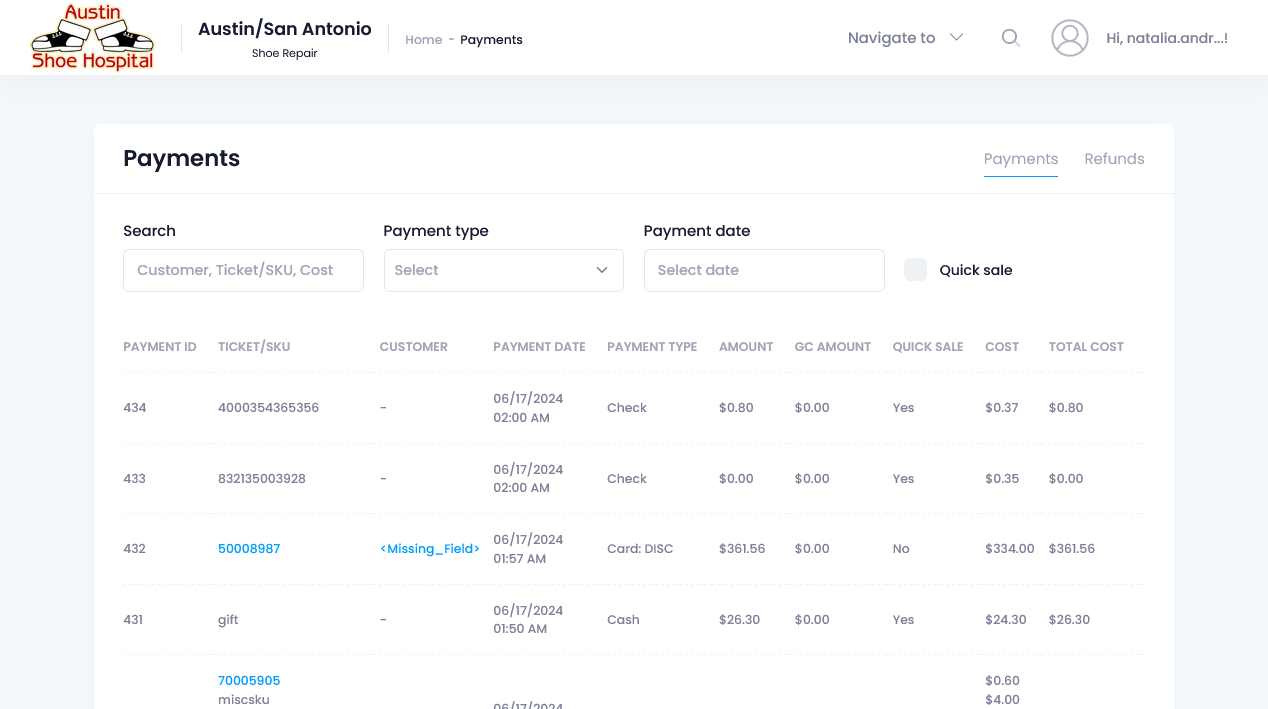 Austin
Shoe Hospital
Austin/San Antonio
Shoe Repair
Home - Payments
Navigate to
Hi, natalia.andr...!
Payments
Payments Refunds
Search Payment type Payment date
Customer, Ticket/SKU, Cost Select Select date Quick sale
PAYMENT ID TICKET/SKU CUSTOMER PAYMENT DATE PAYMENT TYPE AMOUNT GC AMOUNT QUICK SALE COST TOTAL COST
434 4000354365356 - 06/17/2024 02:00 AM Check $0.80 $0.00 Yes $0.37 $0.80
433 832135003928 - 06/17/2024 02:00 AM Check $0.00 $0.00 Yes $0.35 $0.00
432 50008987 <Missing_Field> 06/17/2024 01:57 AM Card: DISC $361.56 $0.00 No $334.00 $361.56
431 gift - 06/17/2024 01:50 AM Cash $26.30 $0.00 Yes $24.30 $26.30
70005905 $0.60
miscsku $4.00
06/17/2024